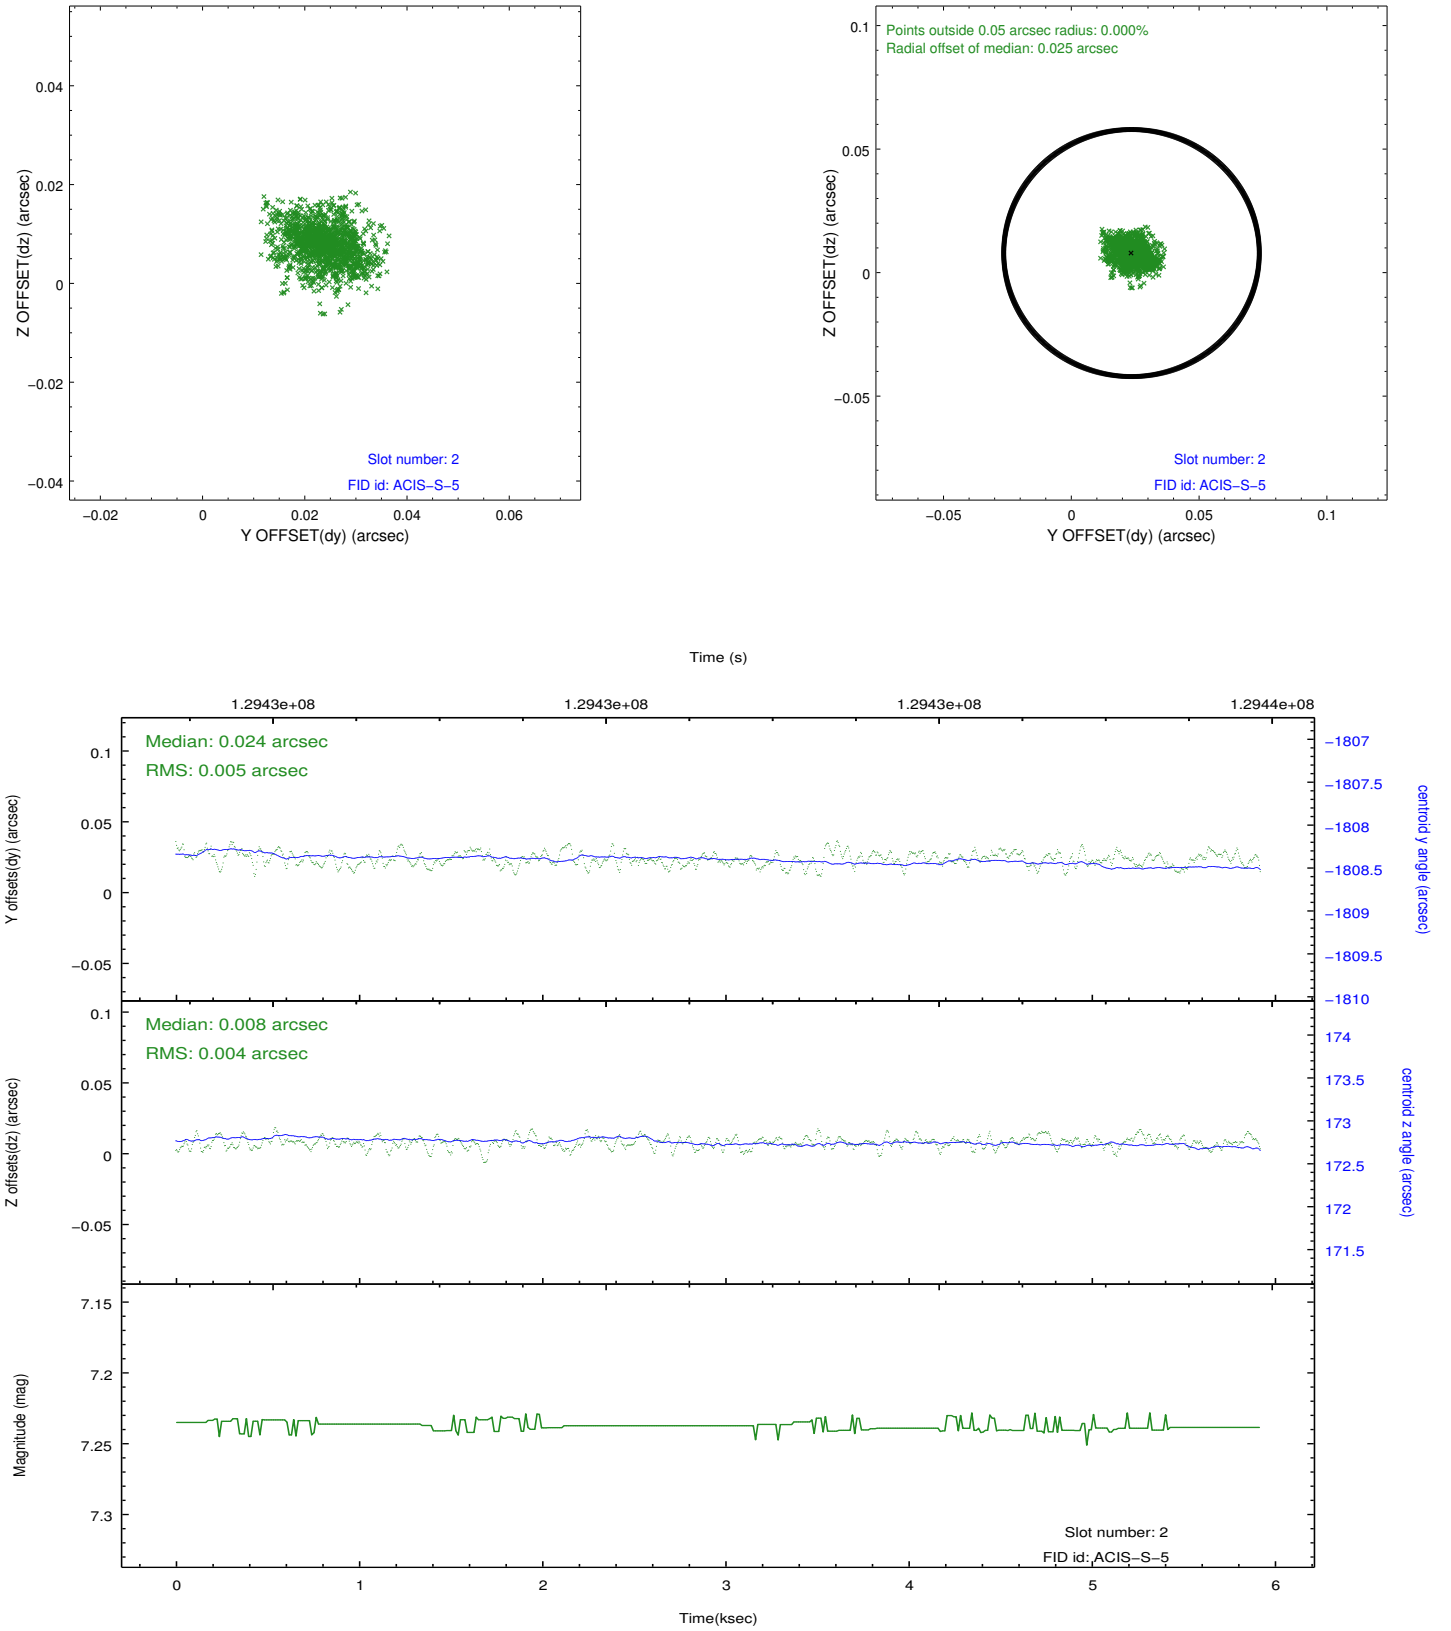 0.04
0.02
0
−0.02
−0.04
Z OFFSET(dz) (arcsec)
Slot number: 2
FID id: ACIS−S−5
−0.02 0 0.02 0.04 0.06
Y OFFSET(dy) (arcsec)
Points outside 0.05 arcsec radius: 0.000%
Radial offset of median: 0.025 arcsec
0.1
0.05
0
−0.05
Z OFFSET(dz) (arcsec)
Slot number: 2
FID id: ACIS−S−5
−0.05 0 0.05 0.1
Y OFFSET(dy) (arcsec)
Time (s)
1.2943e+08 1.2943e+08 1.2943e+08 1.2944e+08
Median: 0.024 arcsec
RMS: 0.005 arcsec
0.1
0.05
0
−0.05
Y offsets(dy) (arcsec)
−1807
−1807.5
−1808
−1808.5
−1809
−1809.5
−1810
centroid y angle (arcsec)
Median: 0.008 arcsec
RMS: 0.004 arcsec
0.1
0.05
0
−0.05
Z offsets(dz) (arcsec)
174
173.5
173
172.5
172
171.5
centroid z angle (arcsec)
7.15
7.2
7.25
7.3
Magnitude (mag)
Slot number: 2
FID id: ACIS−S−5
0 1 2 3 4 5 6
Time(ksec)